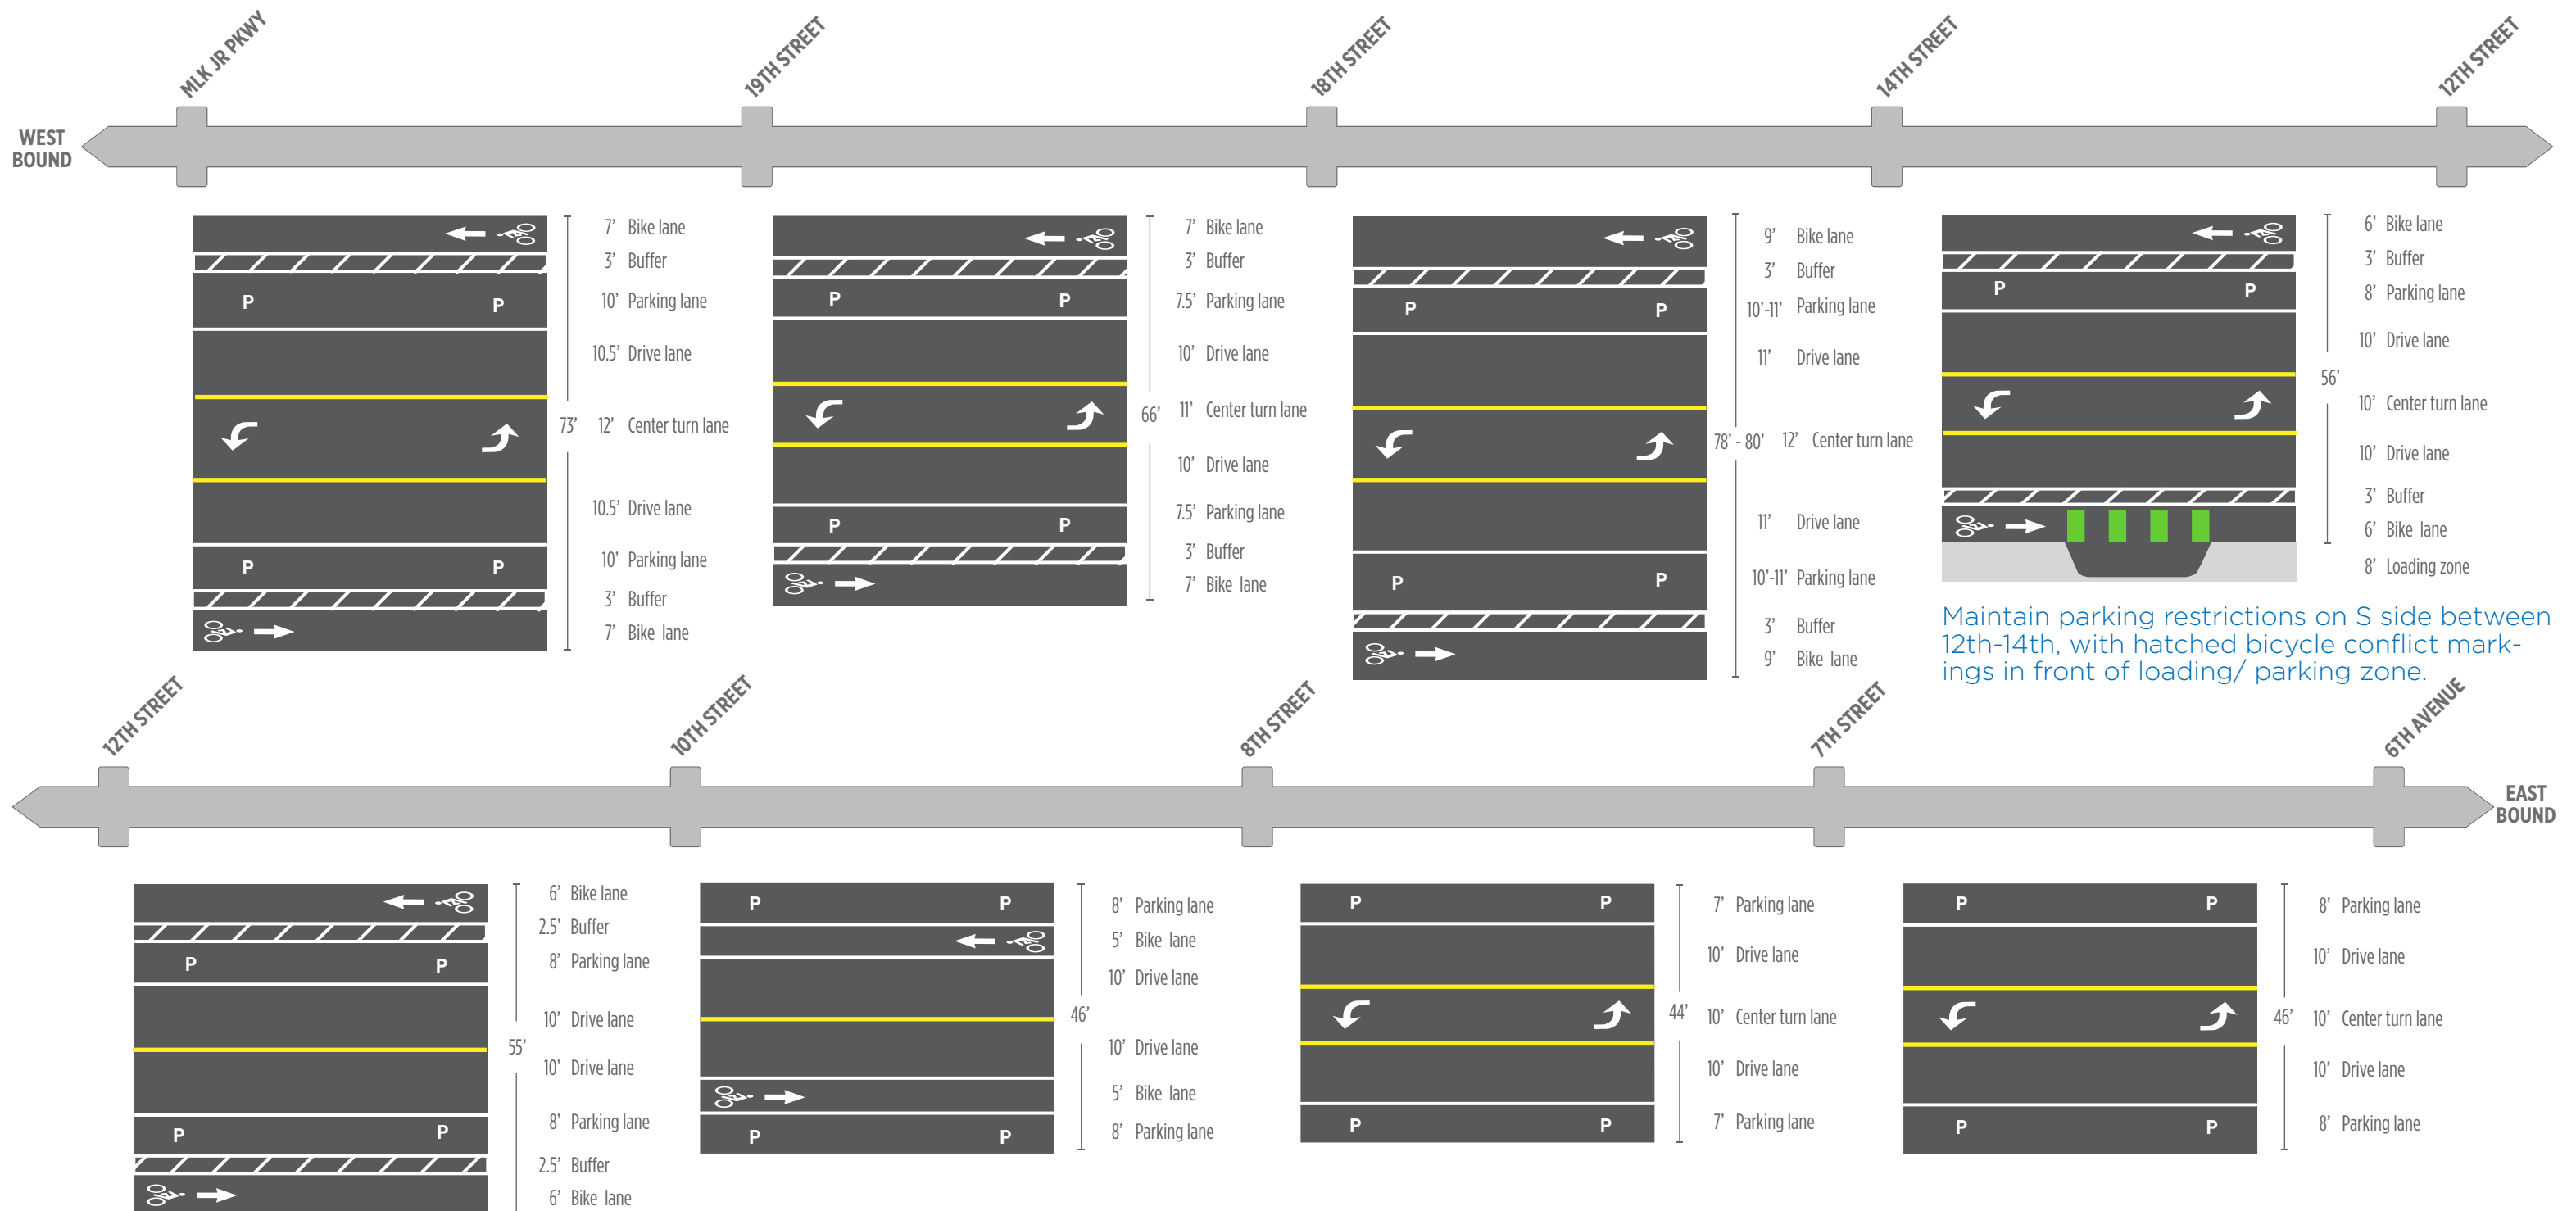 MLK JR PKWY
19TH STREET
18TH STREET
14TH STREET
12TH STREET
WEST
BOUND
7’ Bike lane
3’ Buffer
10’ Parking lane
10.5’ Drive lane
73’ 12’ Center turn lane
10.5’ Drive lane
10’ Parking lane
3’ Buffer
7’ Bike lane
P P
P P
7’ Bike lane
3’ Buffer
7.5’ Parking lane
10’ Drive lane
66’ 11’ Center turn lane
10’ Drive lane
7.5’ Parking lane
3’ Buffer
7’ Bike lane
P P
P P
9’ Bike lane
3’ Buffer
10’-11’ Parking lane
11’ Drive lane
78’ - 80’ 12’ Center turn lane
11’ Drive lane
10’-11’ Parking lane
3’ Buffer
9’ Bike lane
P P
P P
6’ Bike lane
3’ Buffer
8’ Parking lane
10’ Drive lane
56’
10’ Center turn lane
10’ Drive lane
3’ Buffer
6’ Bike lane
8’ Loading zone
P P
Maintain parking restrictions on S side between
12th-14th, with hatched bicycle conflict mark-
ings in front of loading/ parking zone.
12TH STREET
10TH STREET
8TH STREET
7TH STREET
6TH AVENUE
EAST
BOUND
6’ Bike lane
2.5’ Buffer
8’ Parking lane
10’ Drive lane
55’
10’ Drive lane
8’ Parking lane
2.5’ Buffer
6’ Bike lane
P P
P P
8’ Parking lane
5’ Bike lane
10’ Drive lane
46’
10’ Drive lane
5’ Bike lane
8’ Parking lane
P P
P P
7’ Parking lane
10’ Drive lane
44’ 10’ Center turn lane
10’ Drive lane
7’ Parking lane
P P
P P
8’ Parking lane
10’ Drive lane
46’ 10’ Center turn lane
10’ Drive lane
8’ Parking lane
P P
P P